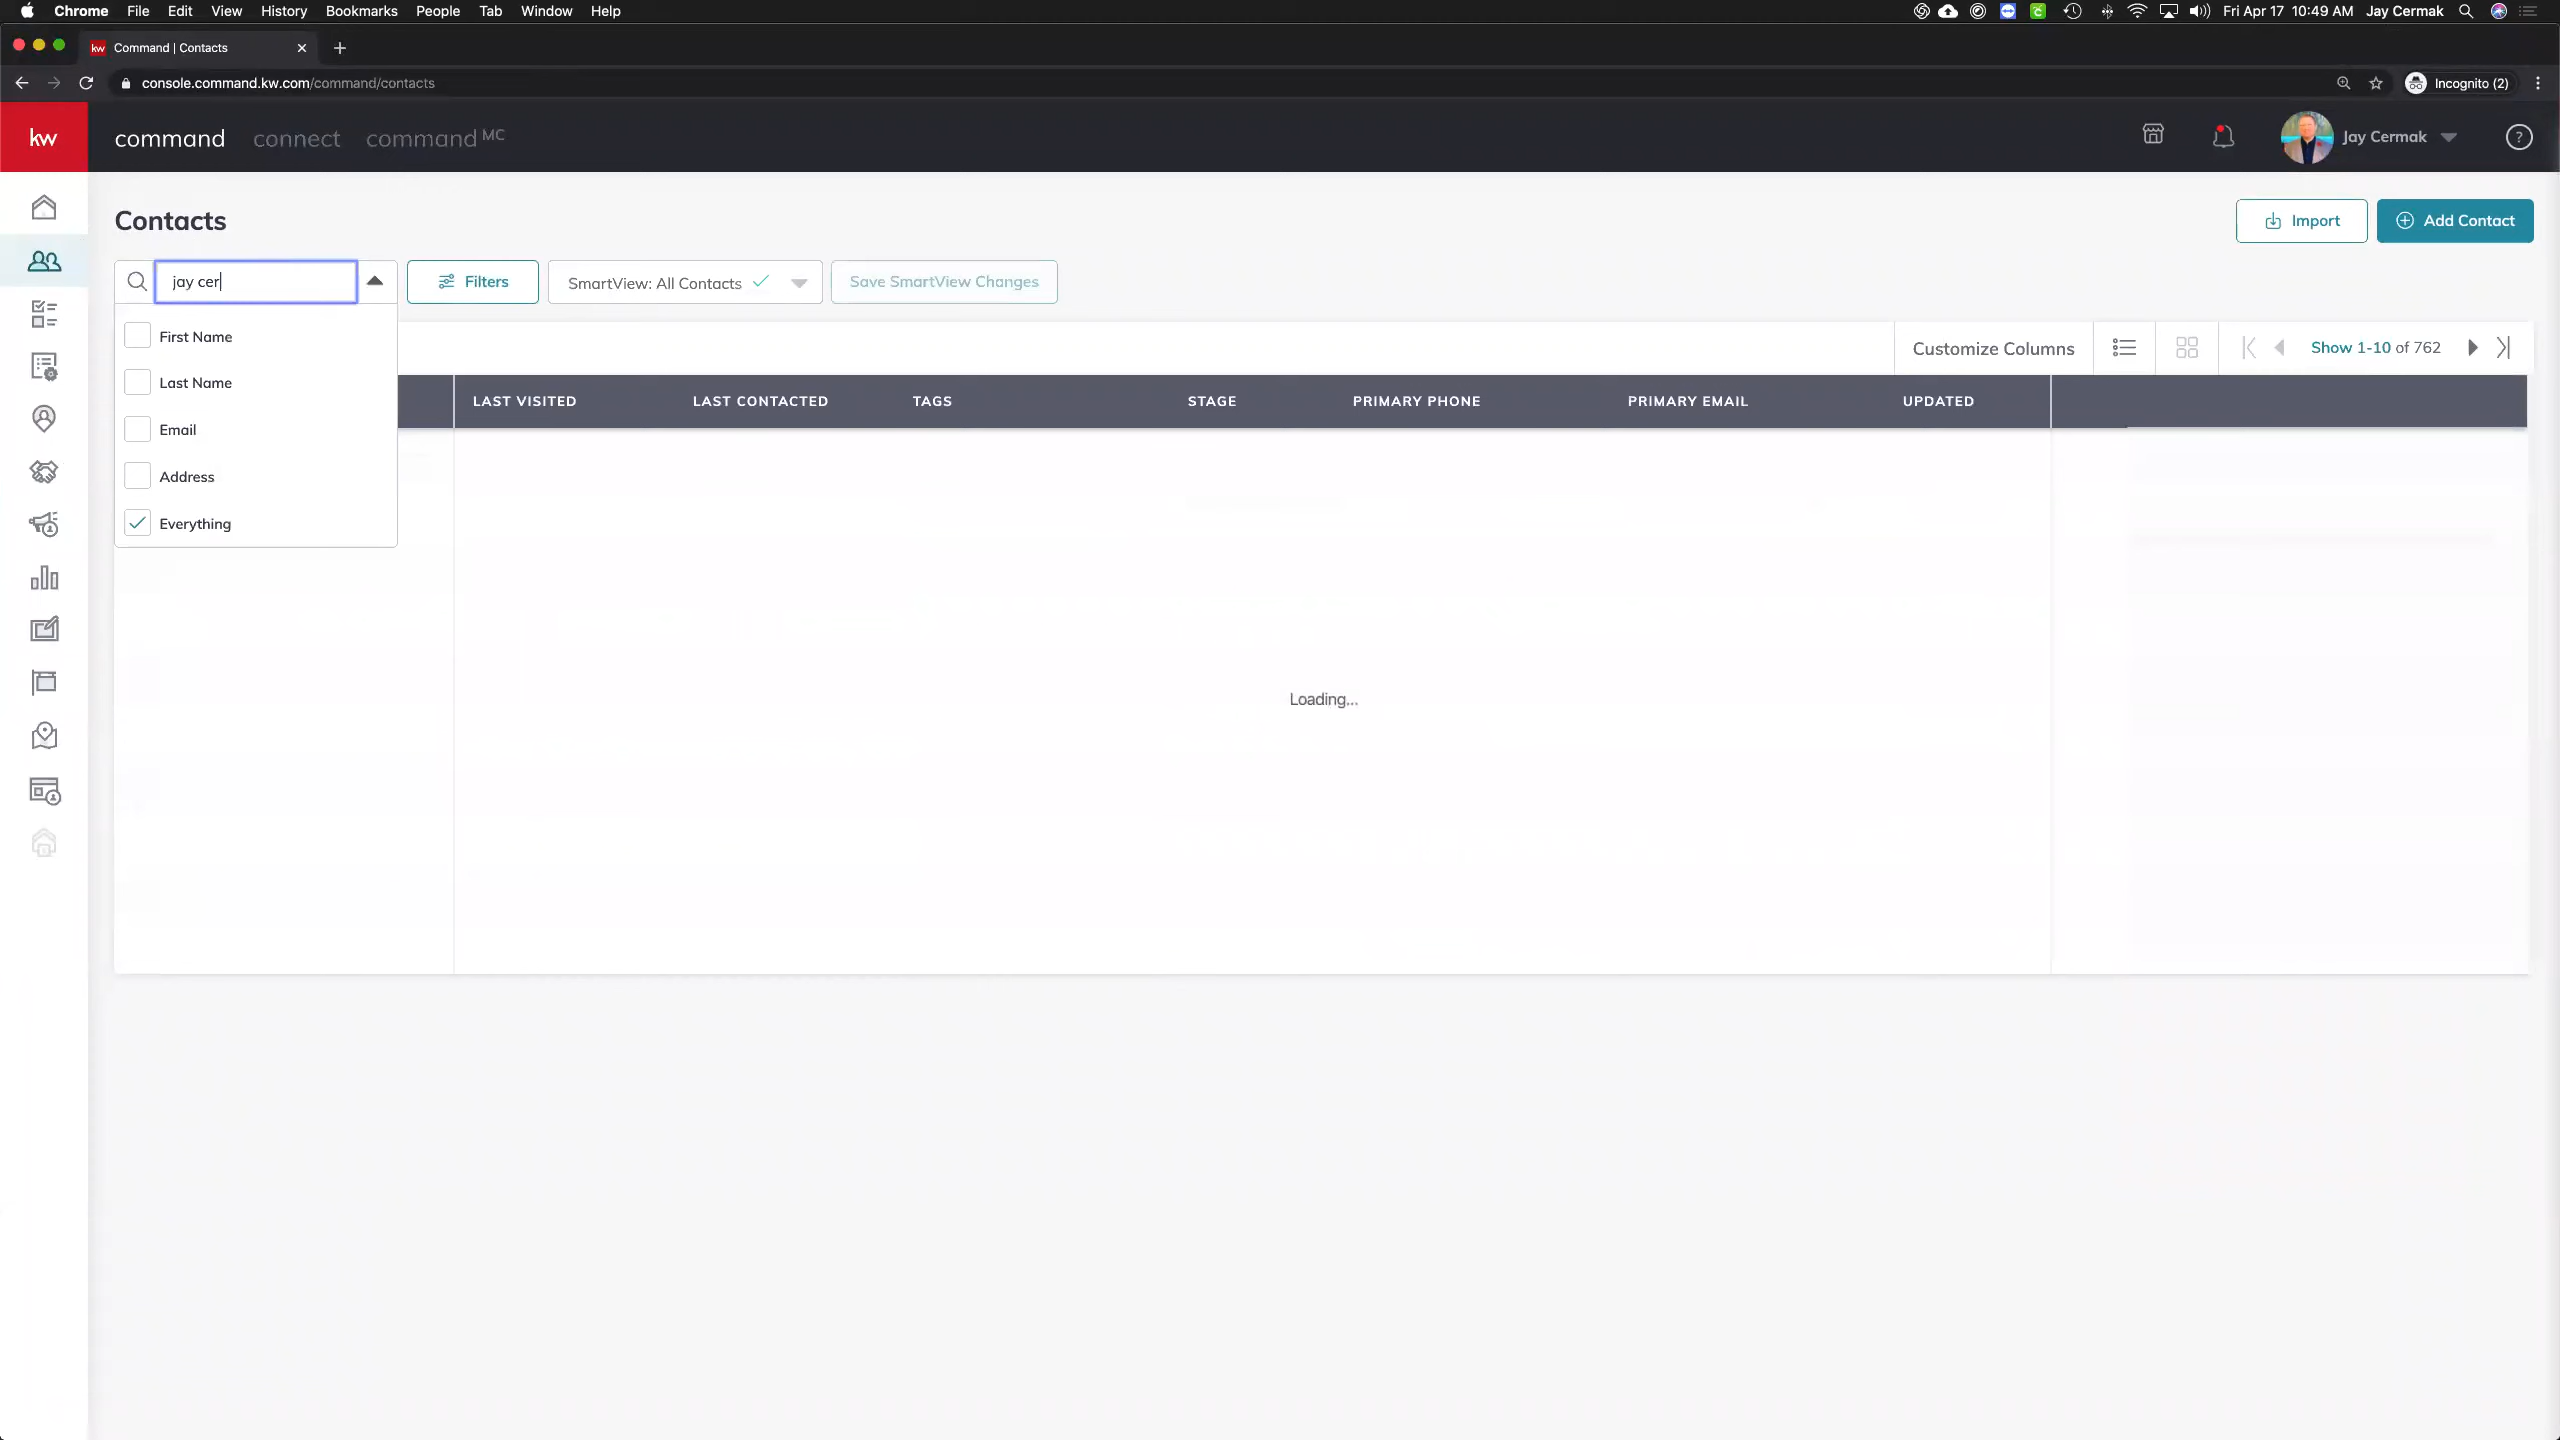 Chrome File Edit View History Bookmarks People Tab Window Help Fri Apr 17 10:49 AM Jay Cermak
kw Command | Contacts
console.command.kw.com/command/contacts Incognito (2)
kw command connect command MC Jay Cermak ?
Contacts Import Add Contact
jay cer Filters SmartView: All Contacts Save SmartView Changes
First Name
Customize Columns Show 1-10 of 762
Last Name
LAST VISITED LAST CONTACTED TAGS STAGE PRIMARY PHONE PRIMARY EMAIL UPDATED
Email
Address
Everything
Loading...